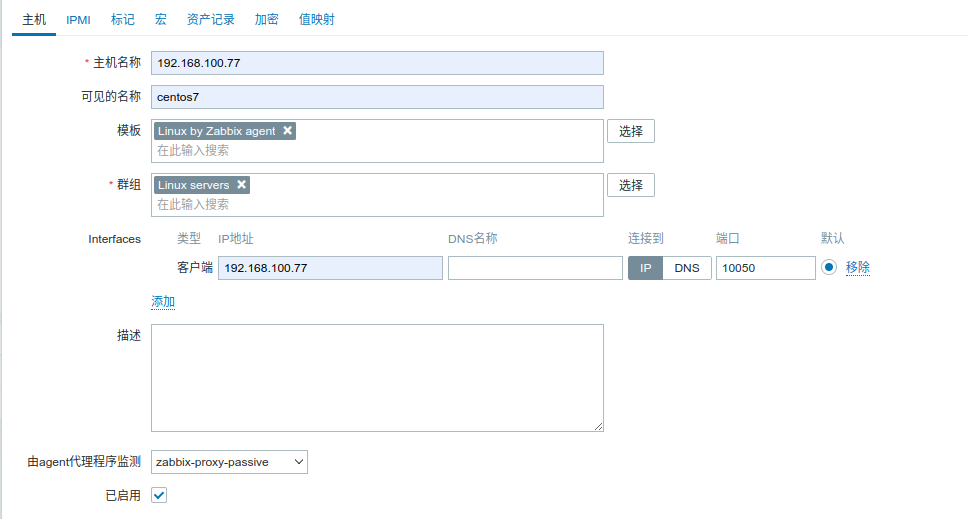 主机 IPMI 标记 宏 资产记录 加密 值映射
* 主机名称 192.168.100.77
可见的名称 centos7
模板 Linux by Zabbix agent ✖ 选择
在此输入搜索
* 群组 Linux servers ✖ 选择
在此输入搜索
Interfaces 类型 IP地址 DNS名称 连接到 端口 默认
客户端 192.168.100.77 IP DNS 10050 移除
添加
描述
由agent代理程序监测 zabbix-proxy-passive
已启用